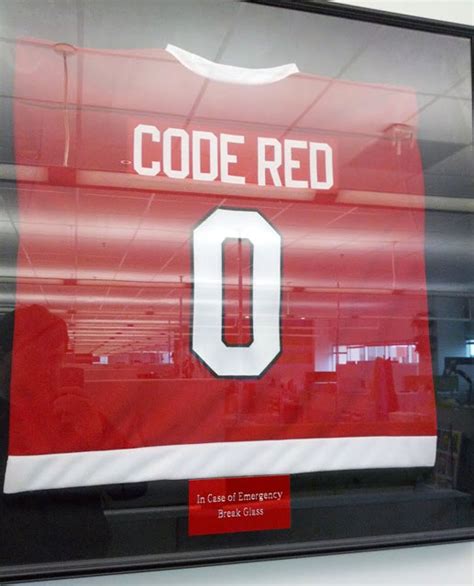 CODE RED
0
In Case of Emergency
Break Glass